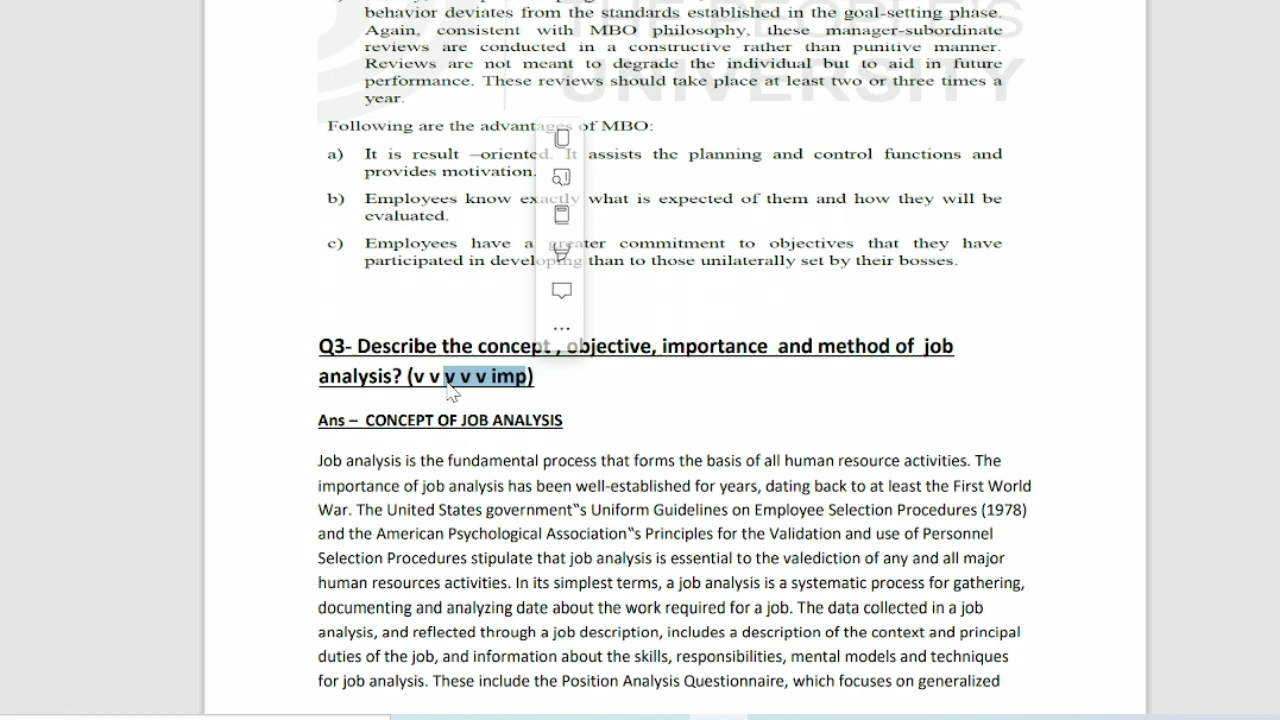 behavior deviates from the standards established in the goal-setting phase.
Again, consistent with MBO philosophy, these manager-subordinate
reviews are conducted in a constructive rather than punitive manner.
Reviews are not meant to degrade the individual but to aid in future
performance. These reviews should take place at least two or three times a
year.
THE PEOPLE'S
UNIVERSITY
Following are the advantages of MBO:
a) It is result –oriented. It assists the planning and control functions and
provides motivation.
b) Employees know exactly what is expected of them and how they will be
evaluated.
c) Employees have a greater commitment to objectives that they have
participated in developing than to those unilaterally set by their bosses.
Q3- Describe the concept , objective, importance and method of job
analysis? (v v v v v imp)
Ans – CONCEPT OF JOB ANALYSIS
Job analysis is the fundamental process that forms the basis of all human resource activities. The
importance of job analysis has been well-established for years, dating back to at least the First World
War. The United States government‟s Uniform Guidelines on Employee Selection Procedures (1978)
and the American Psychological Association‟s Principles for the Validation and use of Personnel
Selection Procedures stipulate that job analysis is essential to the valediction of any and all major
human resources activities. In its simplest terms, a job analysis is a systematic process for gathering,
documenting and analyzing date about the work required for a job. The data collected in a job
analysis, and reflected through a job description, includes a description of the context and principal
duties of the job, and information about the skills, responsibilities, mental models and techniques
for job analysis. These include the Position Analysis Questionnaire, which focuses on generalized